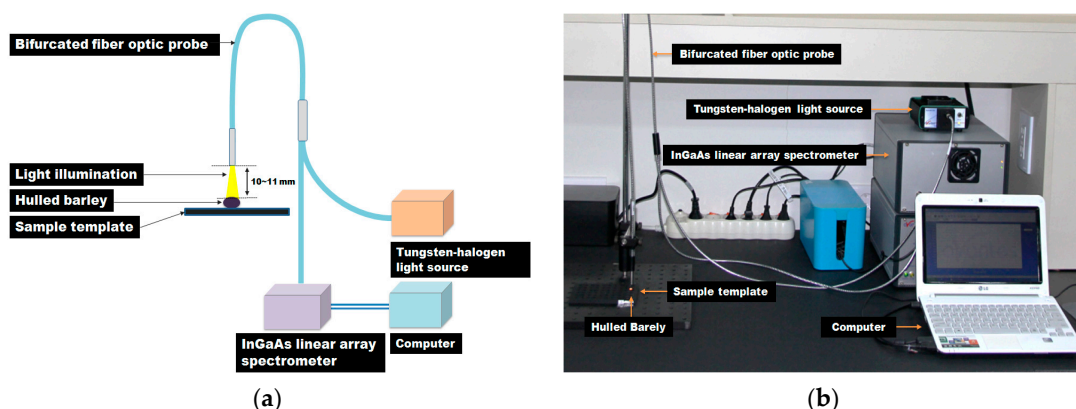 Bifurcated fiber optic probe
Light illumination
10~11 mm
Hulled barley
Sample template
Tungsten-halogen
light source
InGaAs linear array
spectrometer
Computer
(a)
Bifurcated fiber optic probe
Tungsten-halogen light source
InGaAs linear array spectrometer
Sample template
Hulled Barely
Computer
LG
(b)